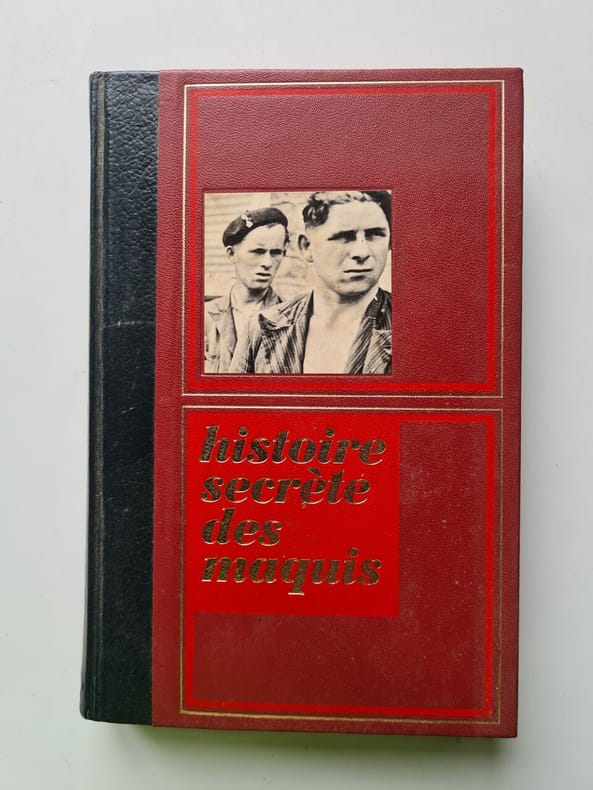 histoire
secrète
des
maquis